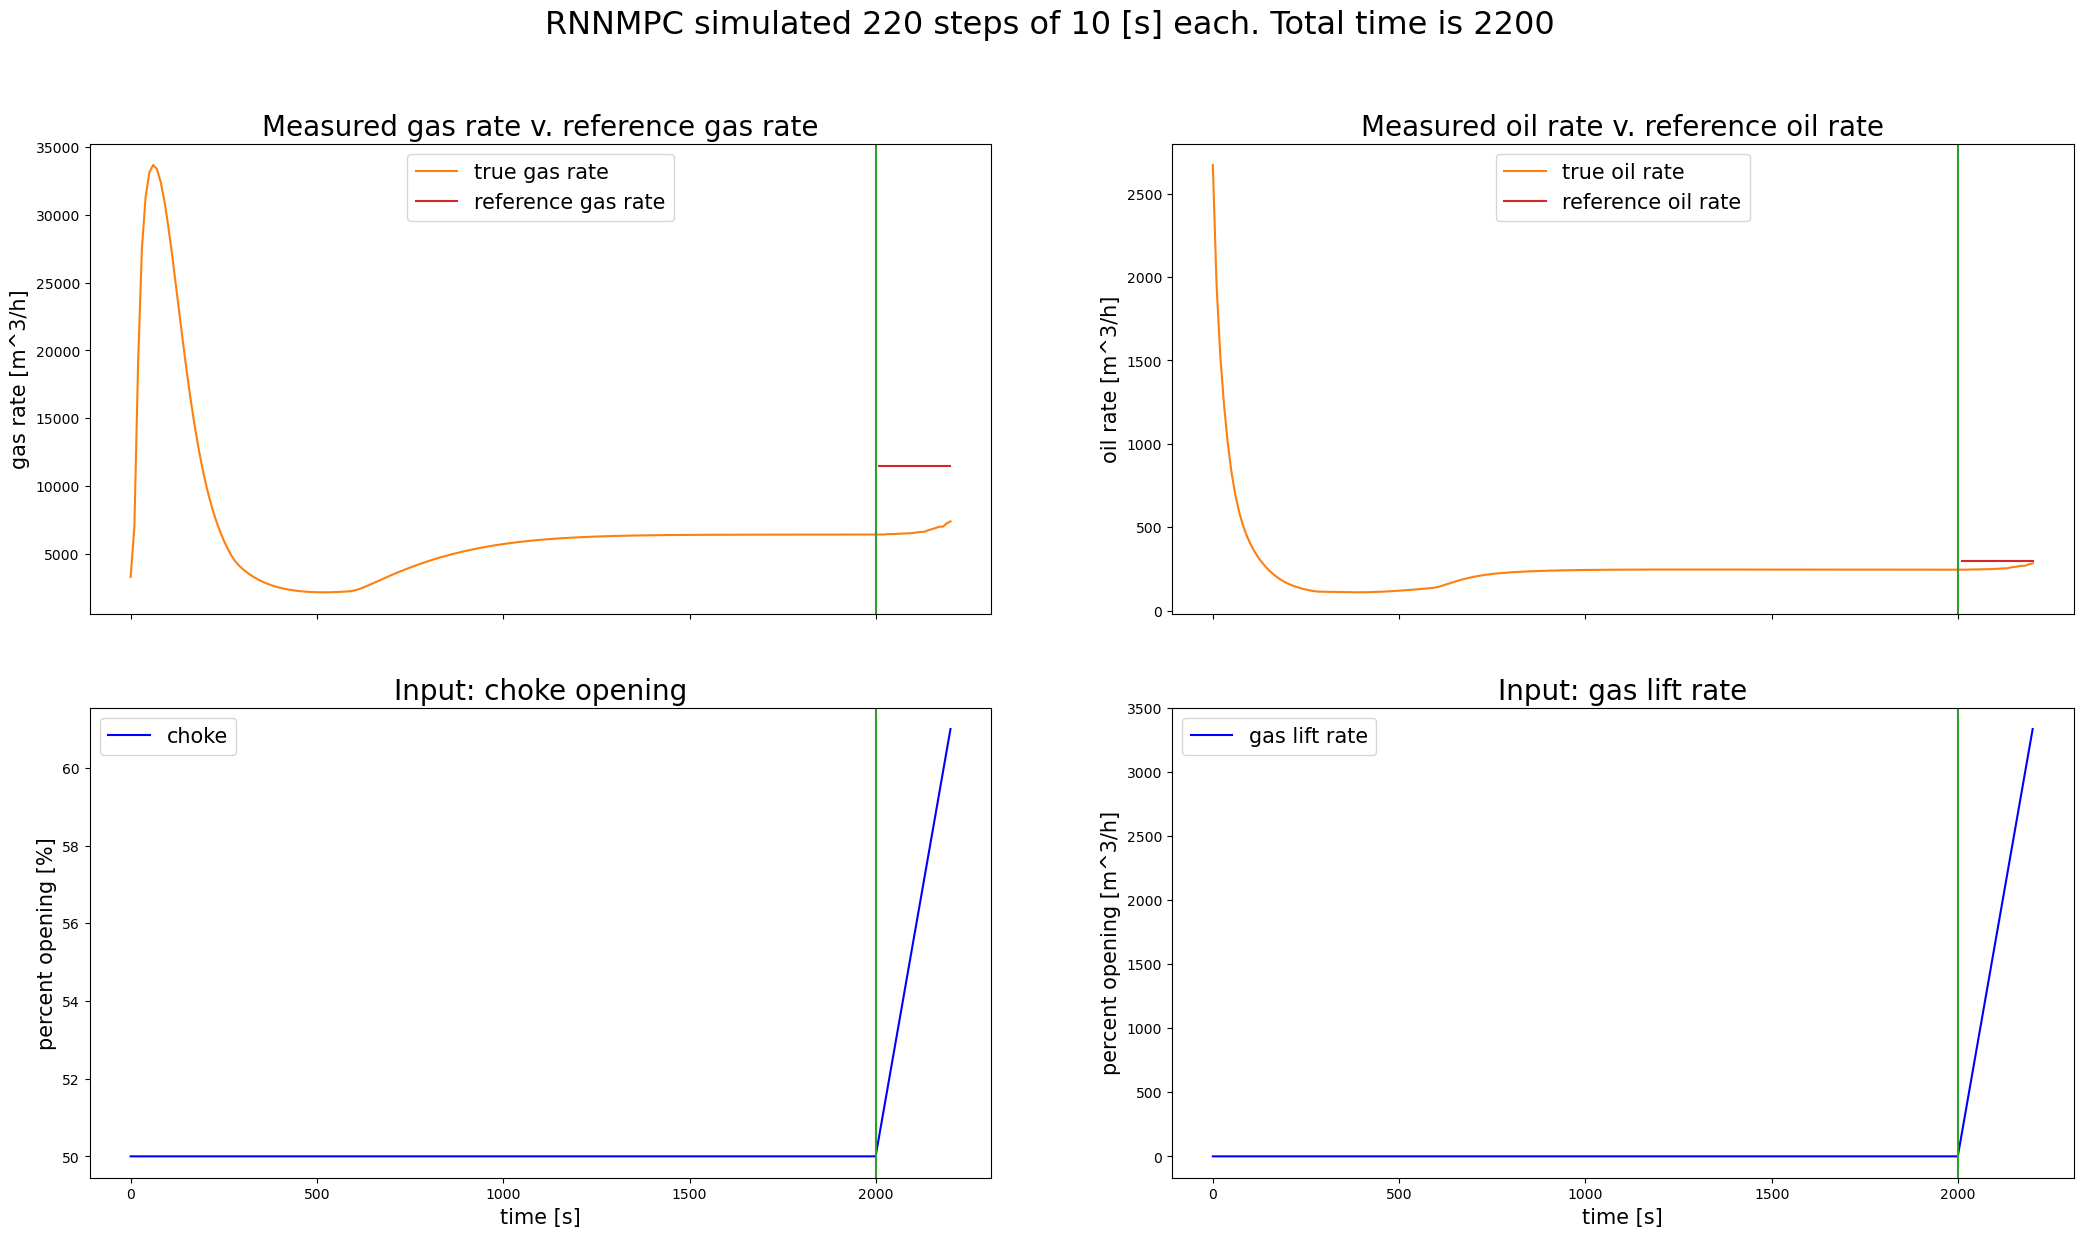 RNNMPC simulated 220 steps of 10 [s] each. Total time is 2200
Measured gas rate v. reference gas rate
35000
30000
25000
20000
15000
10000
5000
gas rate [m^3/h]
true gas rate
reference gas rate
Measured oil rate v. reference oil rate
2500
2000
1500
1000
500
0
oil rate [m^3/h]
true oil rate
reference oil rate
Input: choke opening
60
58
56
54
52
50
percent opening [%]
choke
0
500
1000
1500
2000
time [s]
Input: gas lift rate
3500
3000
2500
2000
1500
1000
500
0
percent opening [m^3/h]
gas lift rate
0
500
1000
1500
2000
time [s]